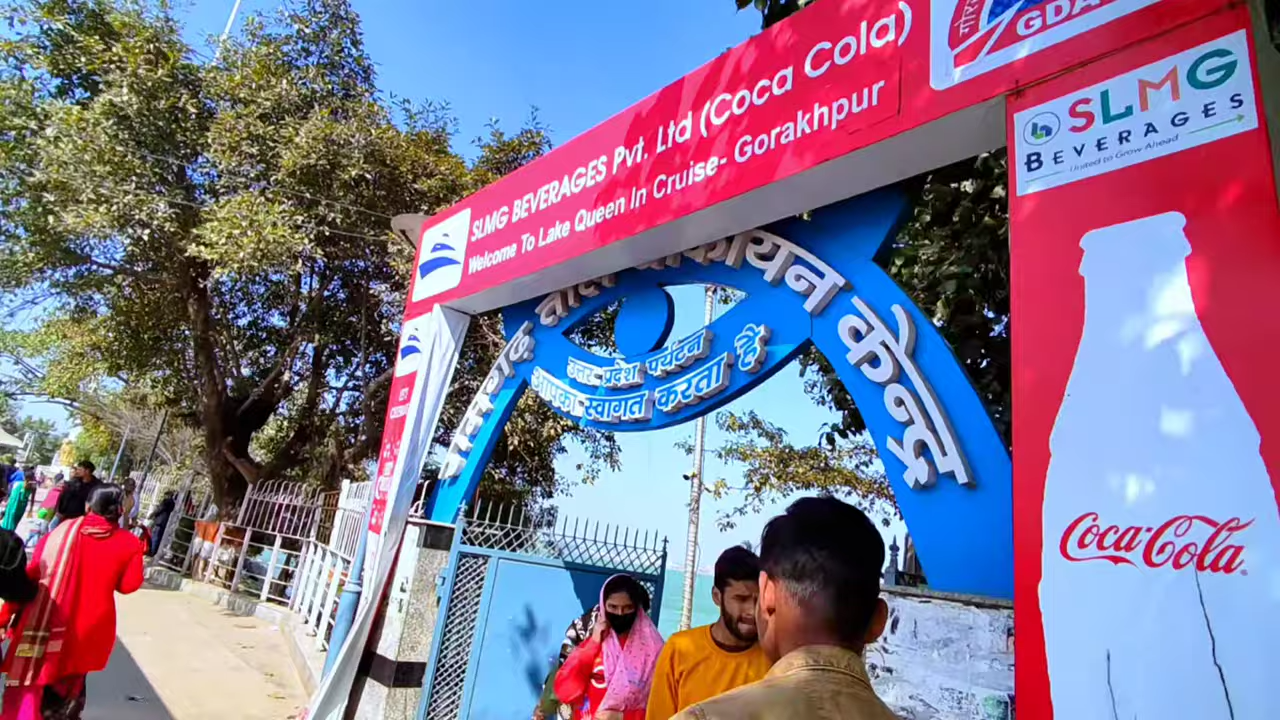 SLMG BEVERAGES Pvt. Ltd (Coca Cola)
Welcome To Lake Queen In Cruise- Gorakhpur
GDA
SLMG
BEVERAGES
United to Grow Ahead
केन्द्र
उत्तर प्रदेश पर्यटन
आपका स्वागत करता है
Coca-Cola